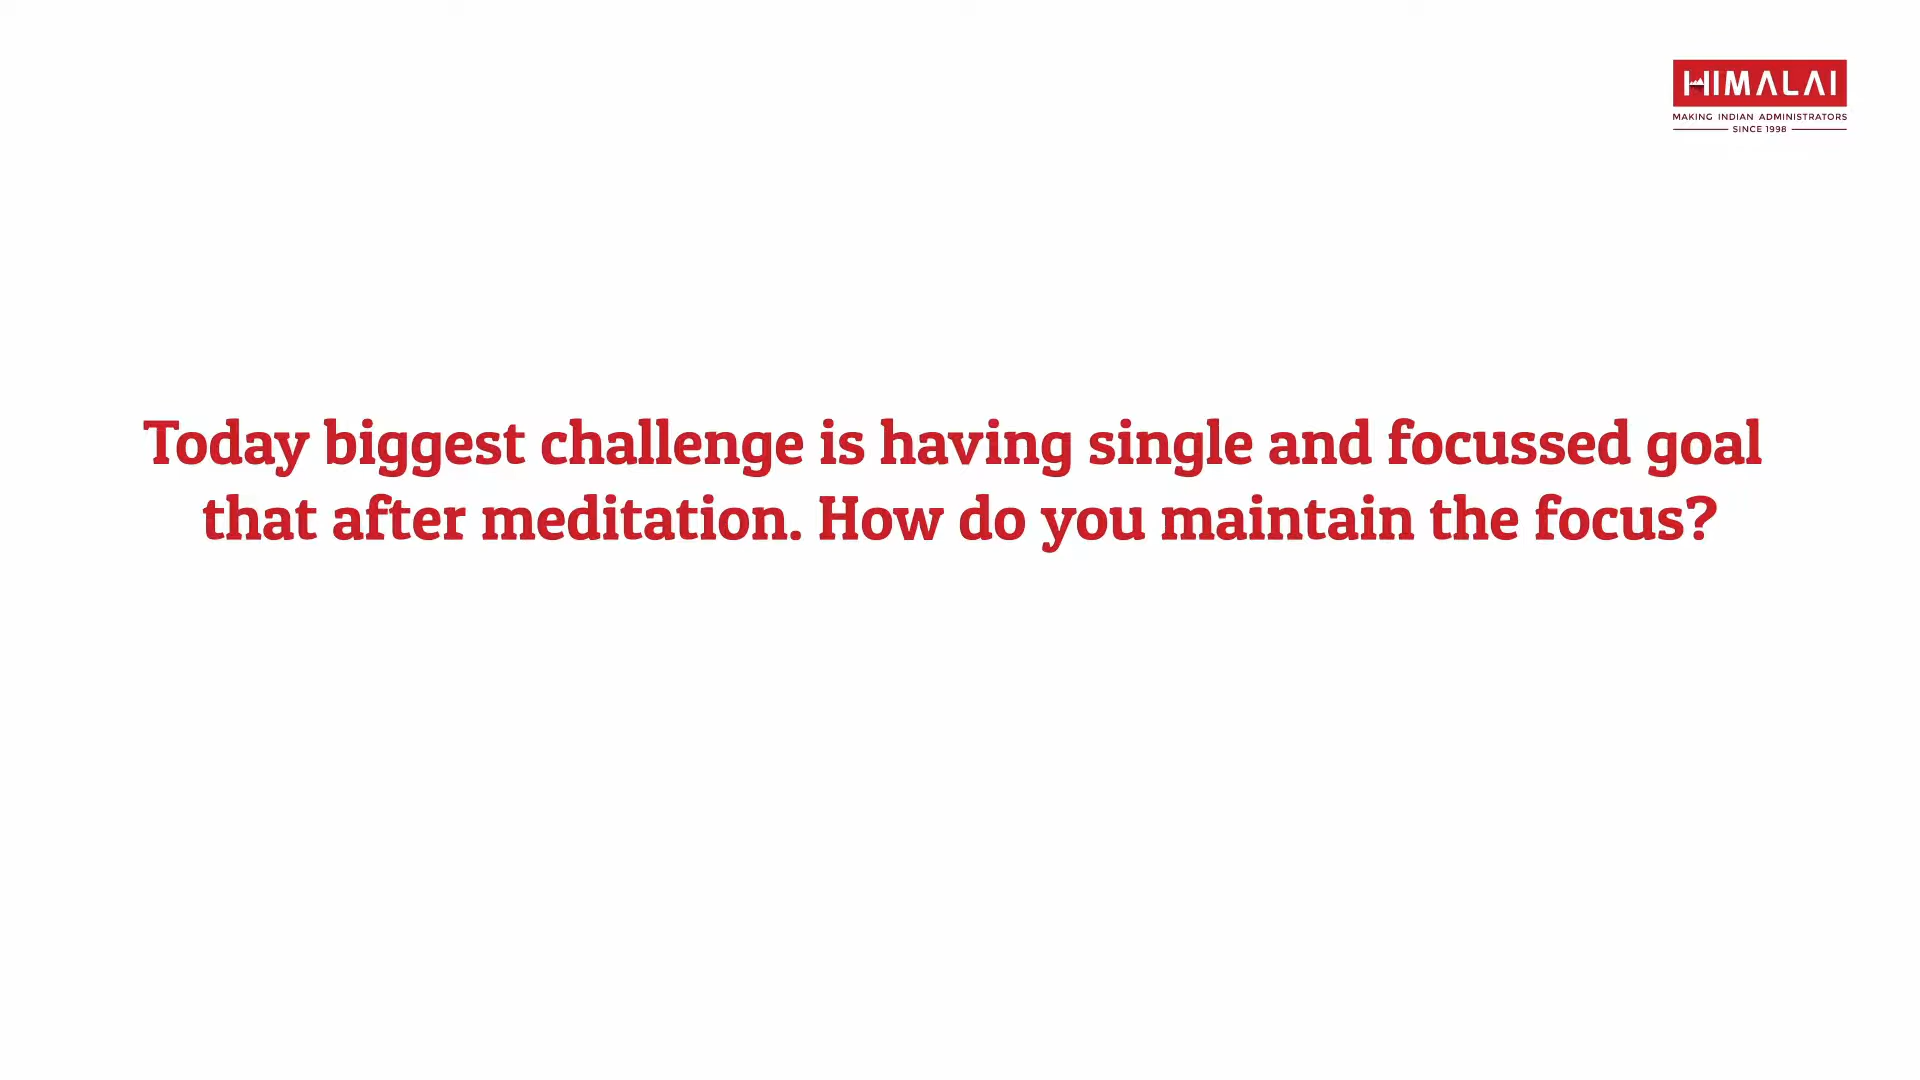 HIMALAI
MAKING INDIAN ADMINISTRATORS
SINCE 1998
Today biggest challenge is having single and focussed goal
that after meditation. How do you maintain the focus?